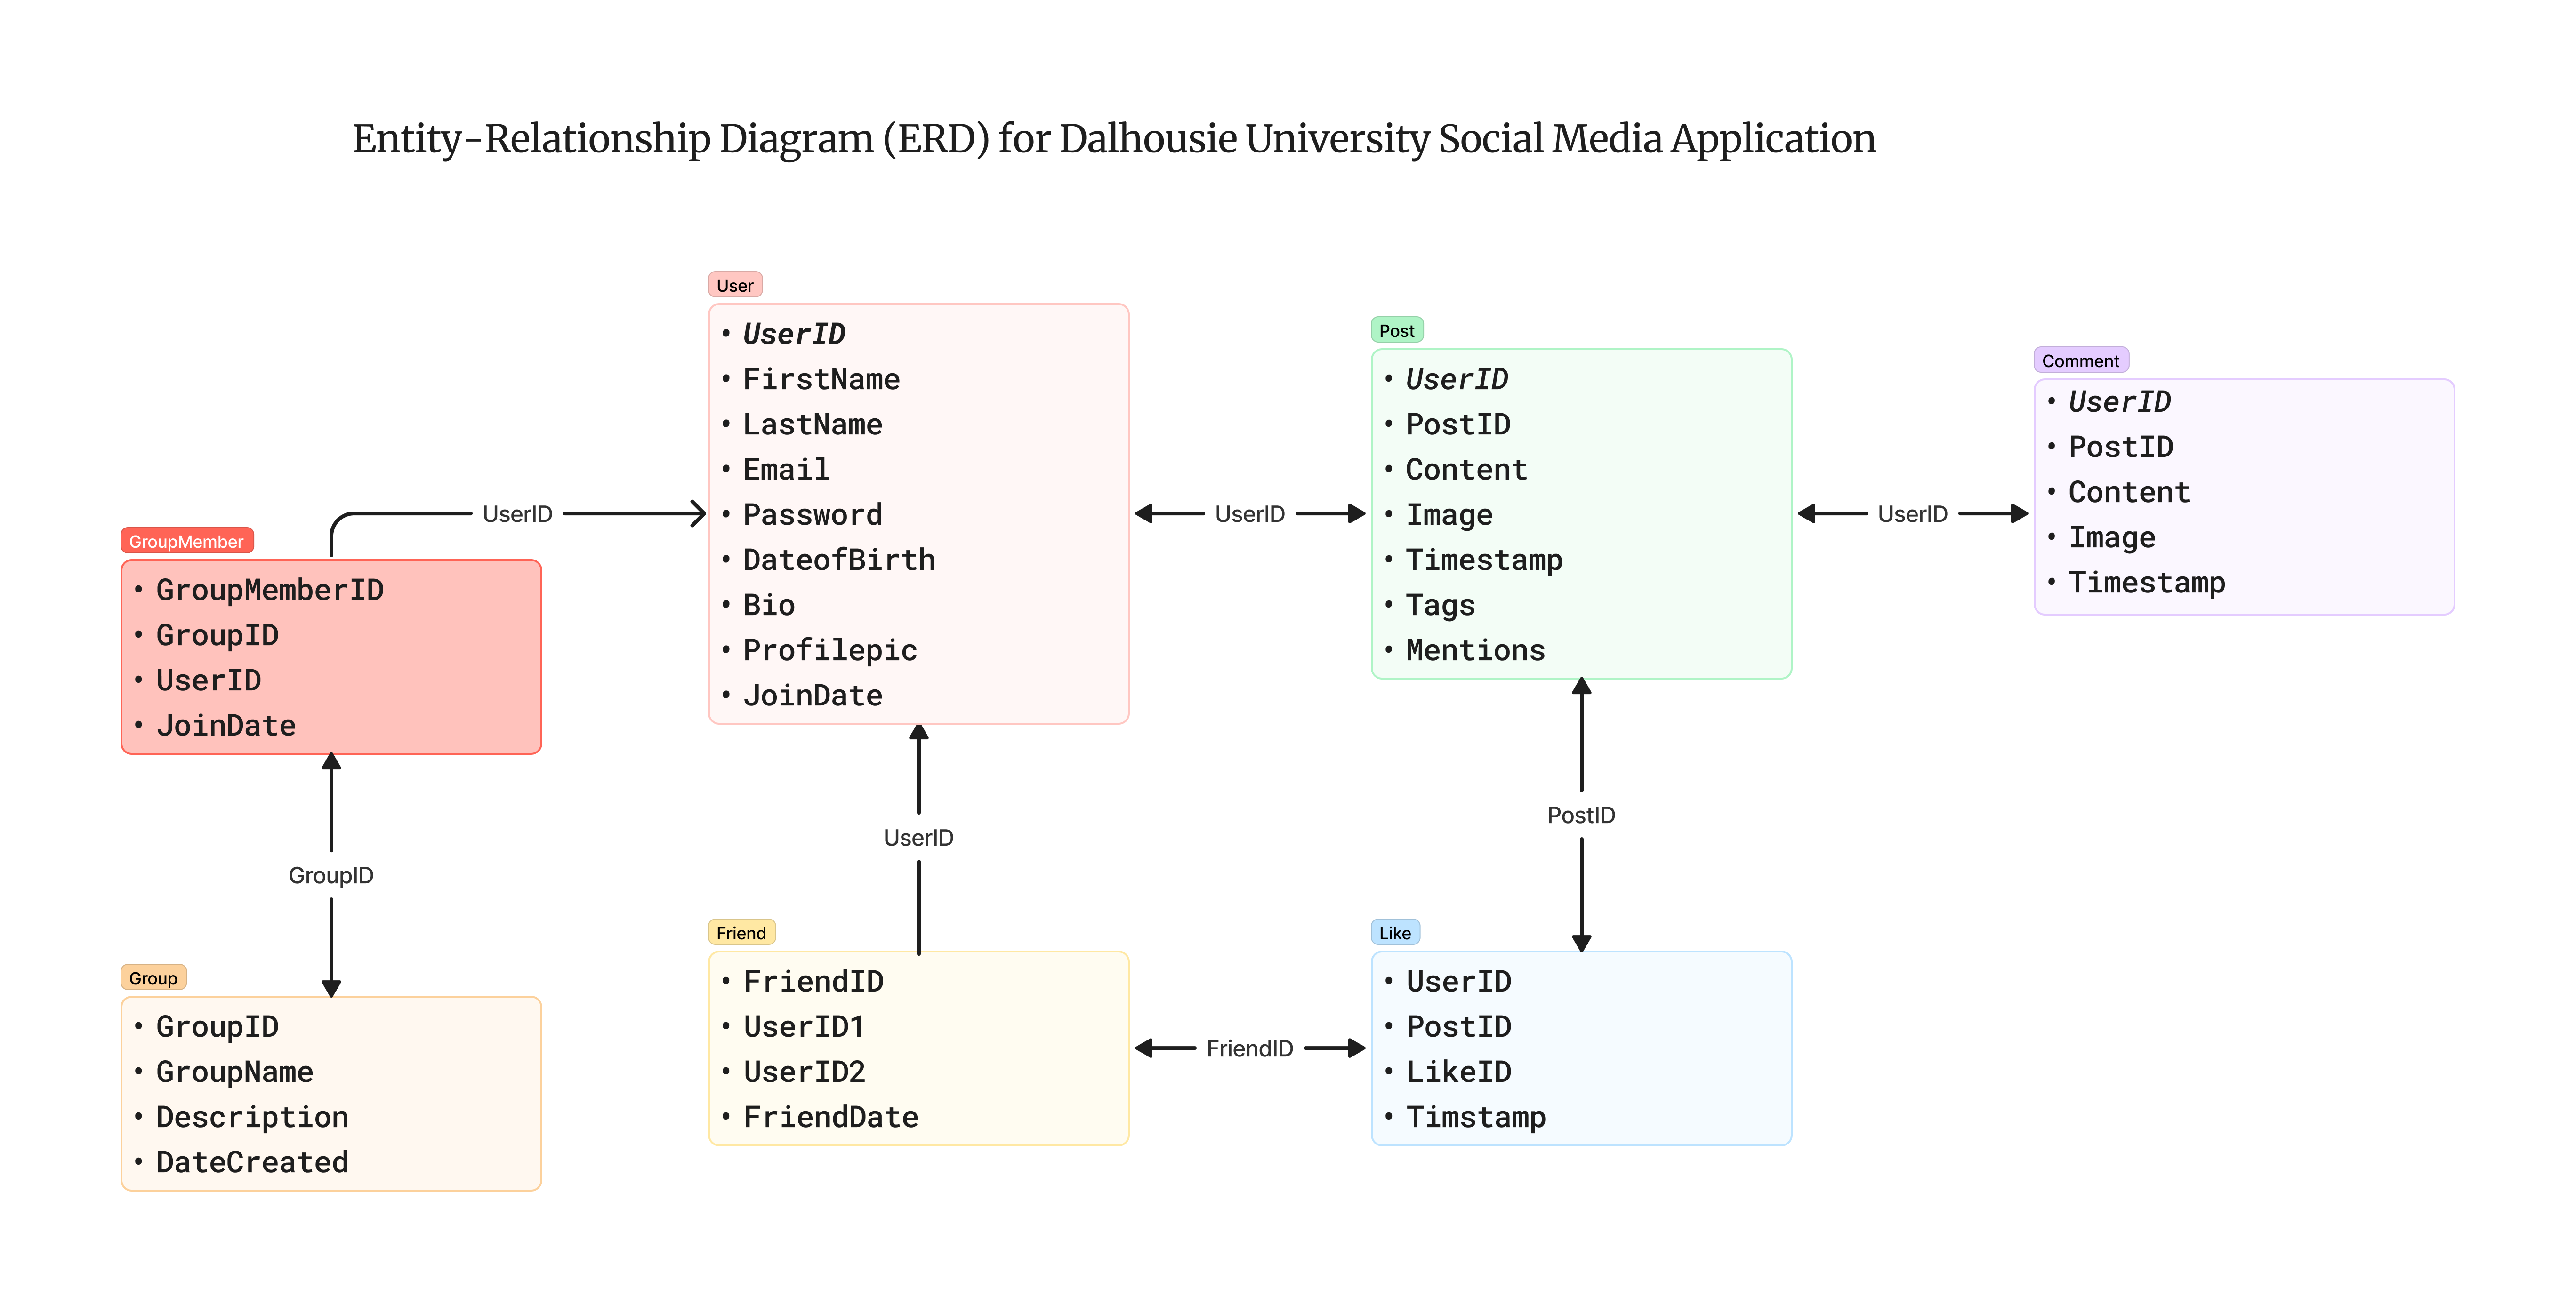 Entity-Relationship Diagram (ERD) for Dalhousie University Social Media Application
User
• UserID
• FirstName
• LastName
• Email
• Password
• DateofBirth
• Bio
• Profilepic
• JoinDate
Post
• UserID
• PostID
• Content
• Image
• Timestamp
• Tags
• Mentions
Comment
• UserID
• PostID
• Content
• Image
• Timestamp
UserID
UserID
UserID
GroupMember
• GroupMemberID
• GroupID
• UserID
• JoinDate
GroupID
UserID
PostID
Group
• GroupID
• GroupName
• Description
• DateCreated
Friend
• FriendID
• UserID1
• UserID2
• FriendDate
FriendID
Like
• UserID
• PostID
• LikeID
• Timstamp